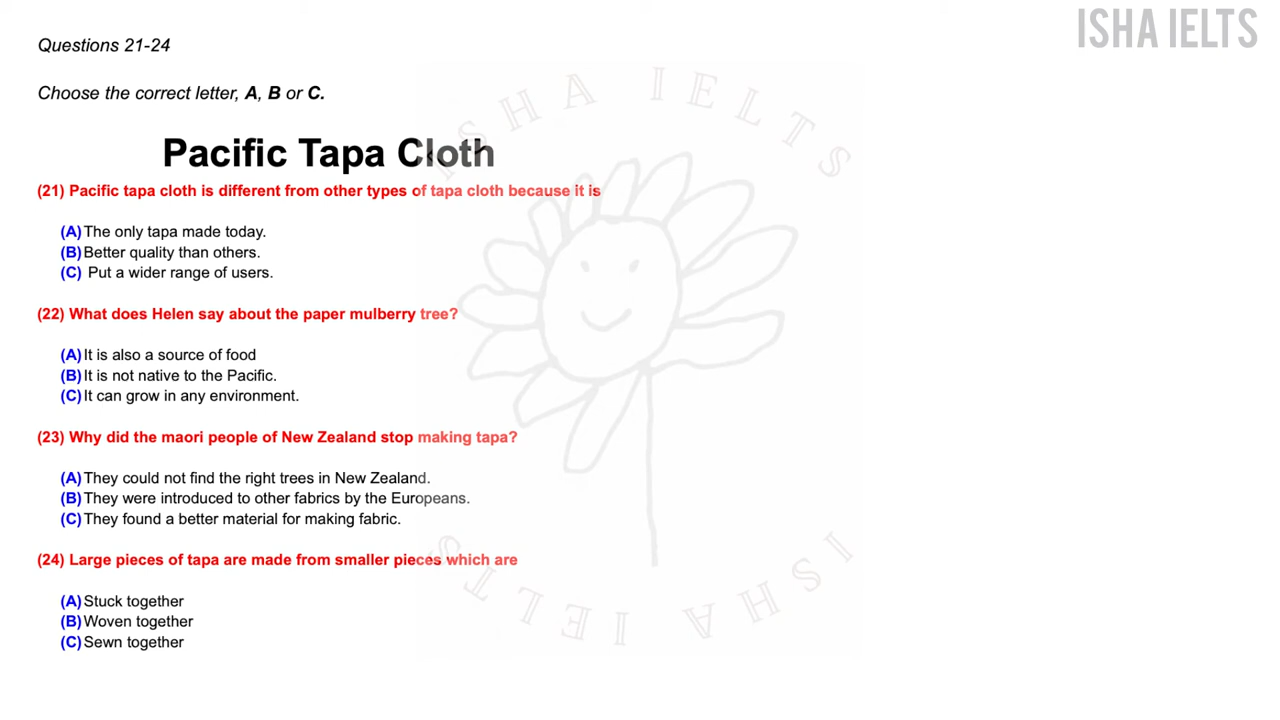 ISHA IELTS
Questions 21-24
Choose the correct letter, A, B or C.
ISHA IELTS
Pacific Tapa Cloth
(21) Pacific tapa cloth is different from other types of tapa cloth because it is
(A) The only tapa made today.
(B) Better quality than others.
(C) Put a wider range of users.
(22) What does Helen say about the paper mulberry tree?
(A) It is also a source of food
(B) It is not native to the Pacific.
(C) It can grow in any environment.
(23) Why did the maori people of New Zealand stop making tapa?
(A) They could not find the right trees in New Zealand.
(B) They were introduced to other fabrics by the Europeans.
(C) They found a better material for making fabric.
(24) Large pieces of tapa are made from smaller pieces which are
(A) Stuck together
(B) Woven together
(C) Sewn together
ISHA IELTS